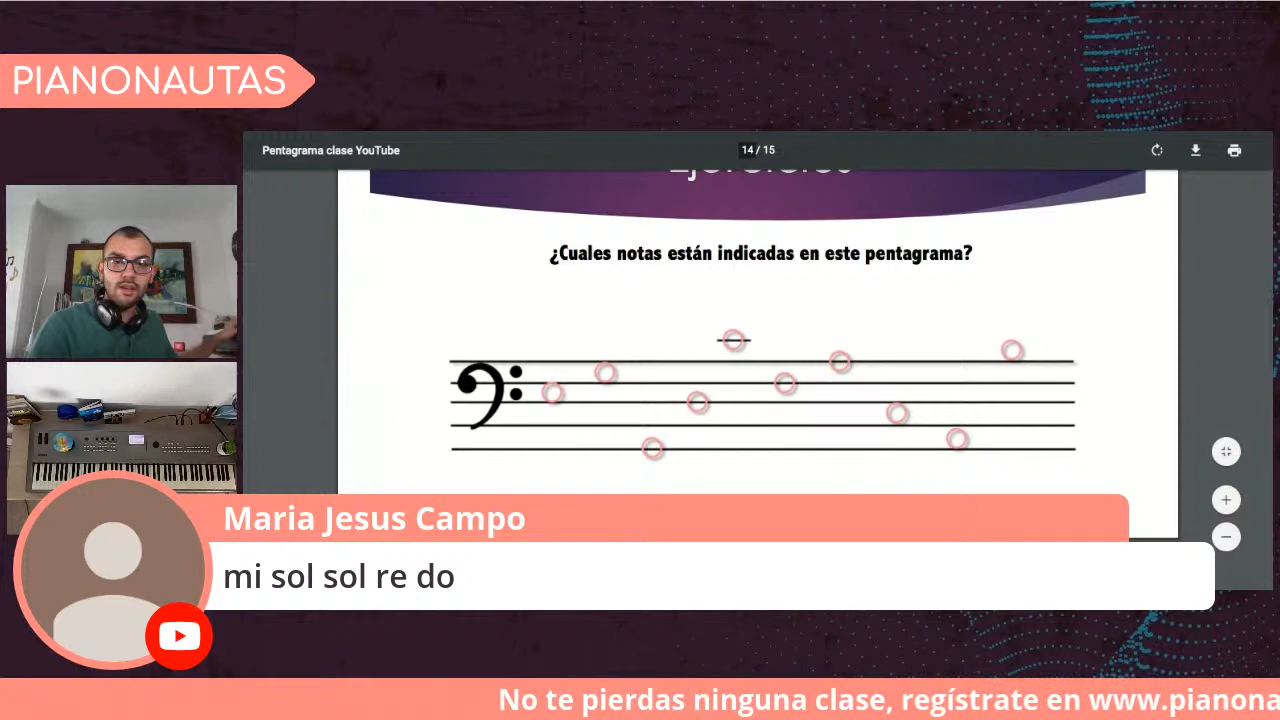 PIANONAUTAS
Pentagrama clase YouTube
14 / 15
¿Cuales notas están indicadas en este pentagrama?
Maria Jesus Campo
mi sol sol re do
No te pierdas ninguna clase, regístrate en www.piano